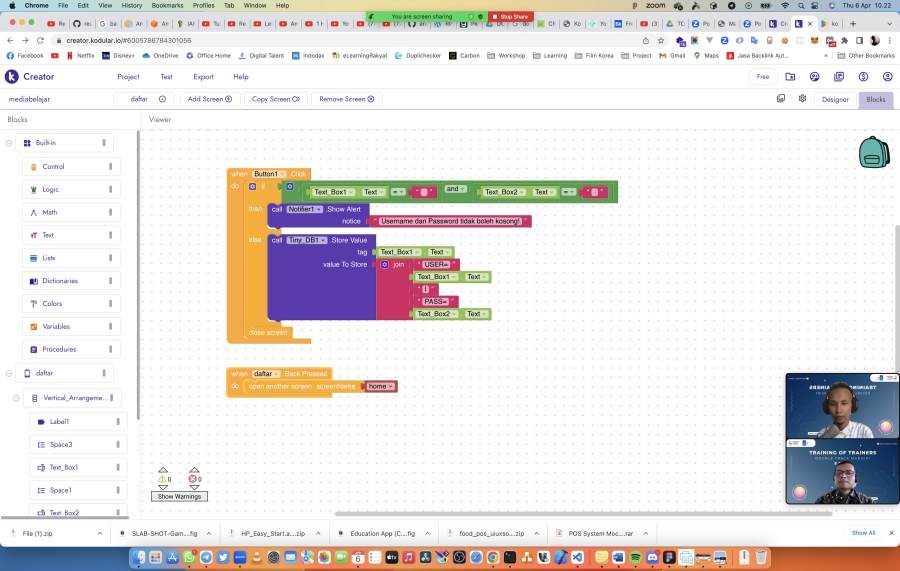 Chrome File Edit View History Bookmarks Profiles Tab Window Help
You are screen sharing Stop Share
zoom Thu 6 Apr 10.22
creator.kodular.io/#6005786784301056
Facebook Netflix Disney+ OneDrive Office Home Digital Talent Indodax eLearningRakyat Duplichecker Carbon Workshop Learning Film Korea Project Gmail Maps Jasa Backlink Aut... » Other Bookmarks
Creator Project Test Export Help Free
mediabelajar daftar Add Screen Copy Screen Remove Screen Designer Blocks
Blocks Viewer
Built-in
Control
Logic
Math
Text
Lists
Dictionaries
Colors
Variables
Procedures
daftar
Vertical_Arrangeme...
Label1
Space3
Text_Box1
Space1
Text_Box2
when Button1 .Click
do if Text_Box1 . Text = " " and Text_Box2 . Text = " "
then call Notifier1 .Show Alert
notice " Username dan Password tidak boleh kosong! "
else call Tiny_DB1 .Store Value
tag Text_Box1 . Text
value To Store join " USER= "
Text_Box1 . Text
" | "
" PASS= "
Text_Box2 . Text
close screen
when daftar .Back Pressed
do open another screen screenName home
0 0
Show Warnings
TRAINING OF TRAINERS
File (1).zip SLAB-SHOT-Gam....fig HP_Easy_Start.a....zip Education App (C....fig food_pos_uiuxso....zip POS System Moc....rar Show All